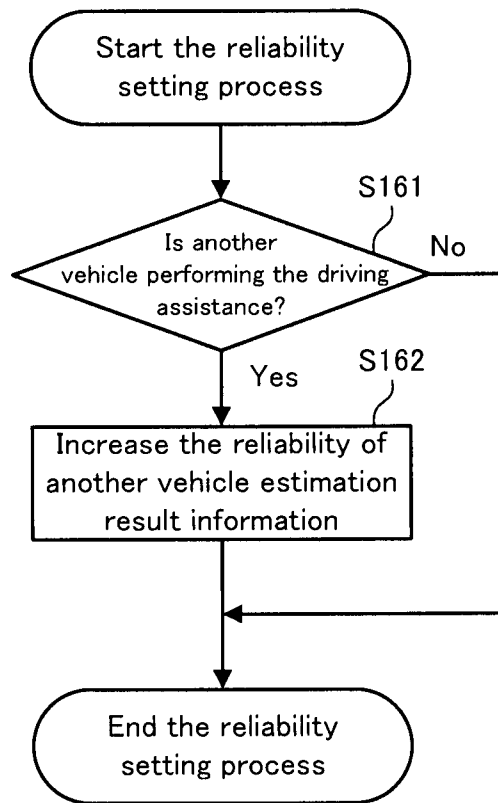 Start the reliability
setting process
S161
Is another
vehicle performing the driving
assistance?
No
Yes
S162
Increase the reliability of
another vehicle estimation
result information
End the reliability
setting process